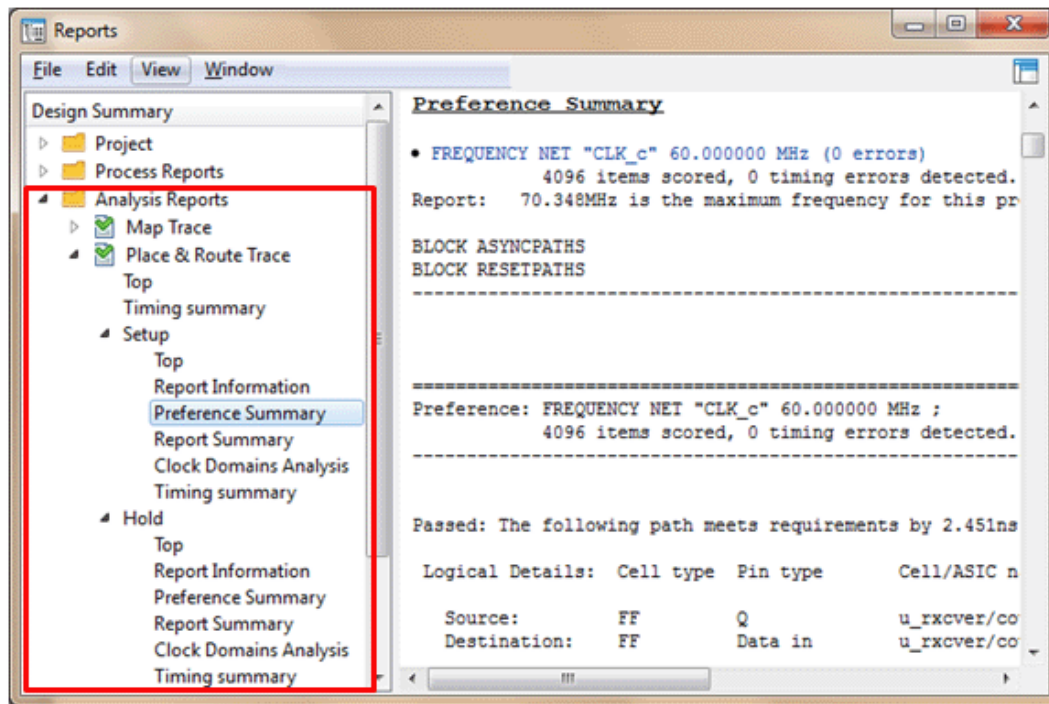 Reports
File Edit View Window
Design Summary
Project
Process Reports
Analysis Reports
Map Trace
Place & Route Trace
Top
Timing summary
Setup
Top
Report Information
Preference Summary
Report Summary
Clock Domains Analysis
Timing summary
Hold
Top
Report Information
Preference Summary
Report Summary
Clock Domains Analysis
Timing summary
Preference Summary
• FREQUENCY NET "CLK_c" 60.000000 MHz (0 errors)
4096 items scored, 0 timing errors detected.
Report: 70.348MHz is the maximum frequency for this pr
BLOCK ASYNCPATHS
BLOCK RESETPATHS
Preference: FREQUENCY NET "CLK_c" 60.000000 MHz ;
4096 items scored, 0 timing errors detected.
Passed: The following path meets requirements by 2.451ns
Logical Details: Cell type Pin type Cell/ASIC n
Source: FF Q u_rxcver/co
Destination: FF Data in u_rxcver/co